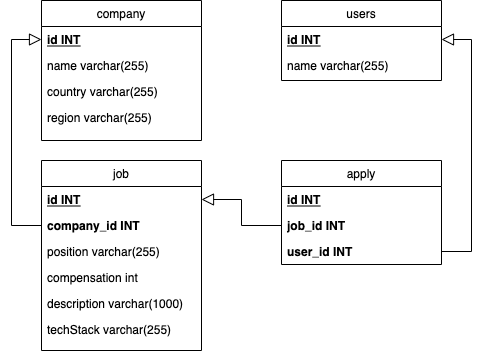 company
id INT
name varchar(255)
country varchar(255)
region varchar(255)
users
id INT
name varchar(255)
job
id INT
company_id INT
position varchar(255)
compensation int
description varchar(1000)
techStack varchar(255)
apply
id INT
job_id INT
user_id INT